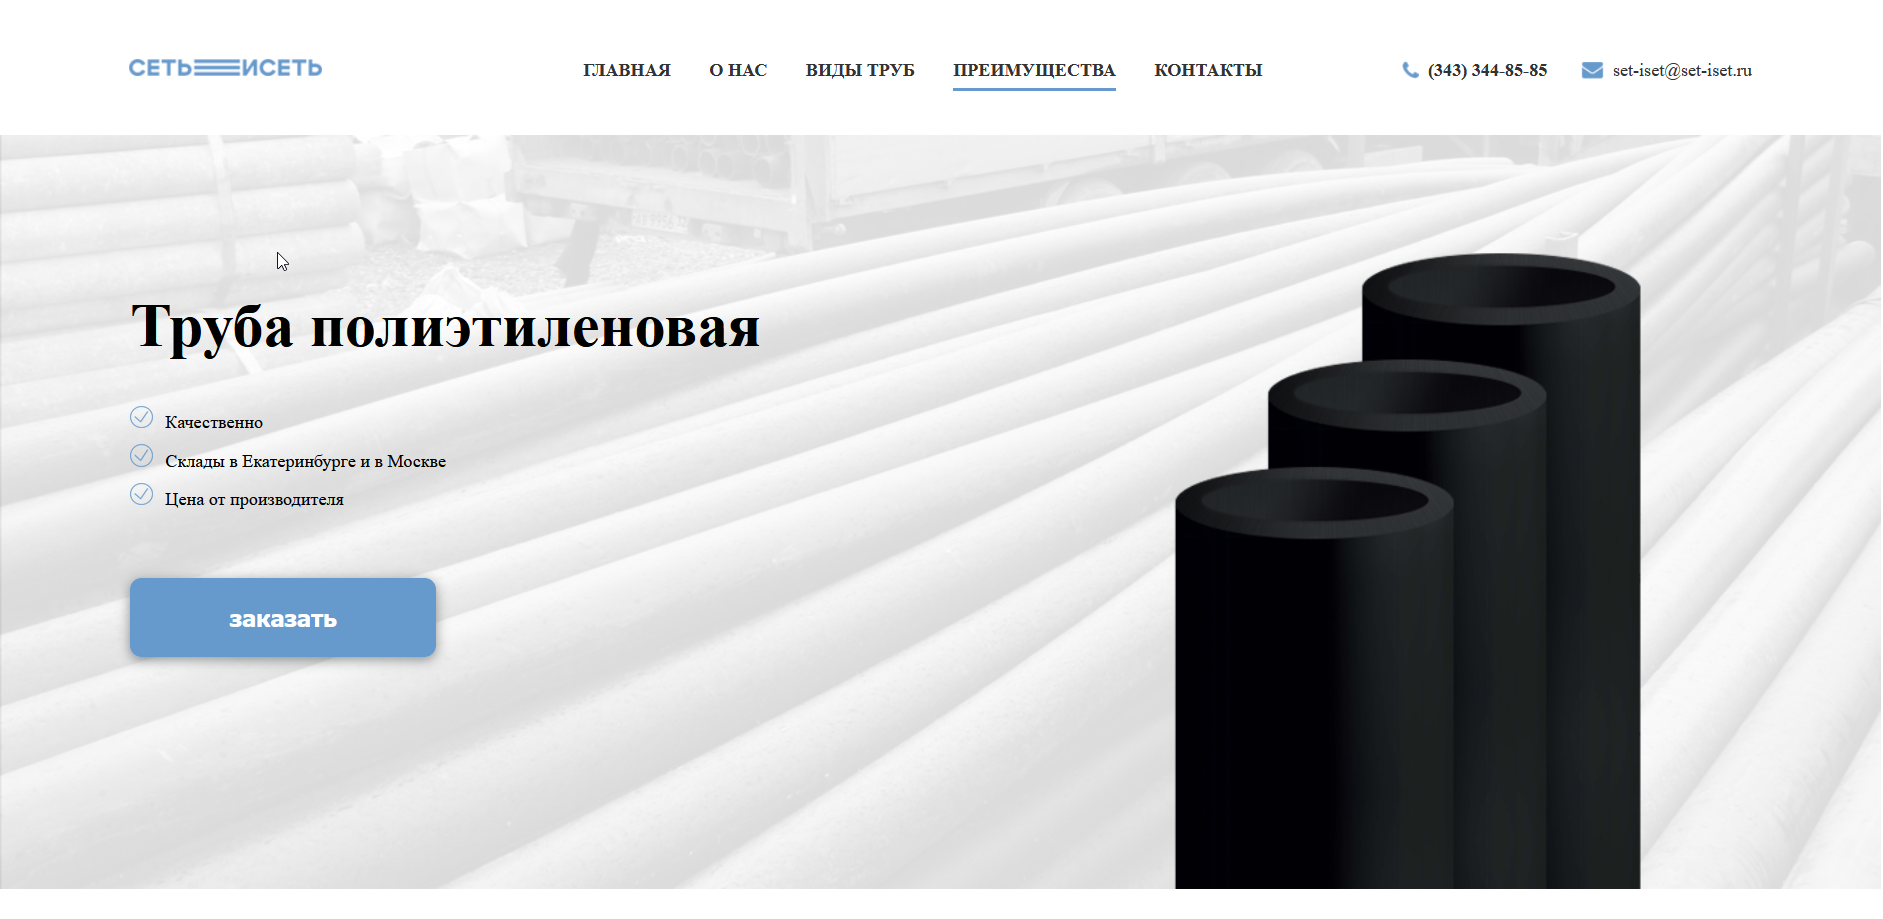 СЕТЬ ИСЕТЬ
ГЛАВНАЯ О НАС ВИДЫ ТРУБ ПРЕИМУЩЕСТВА КОНТАКТЫ
(343) 344-85-85 set-iset@set-iset.ru
Труба полиэтиленовая
Качественно
Склады в Екатеринбурге и в Москве
Цена от производителя
заказать